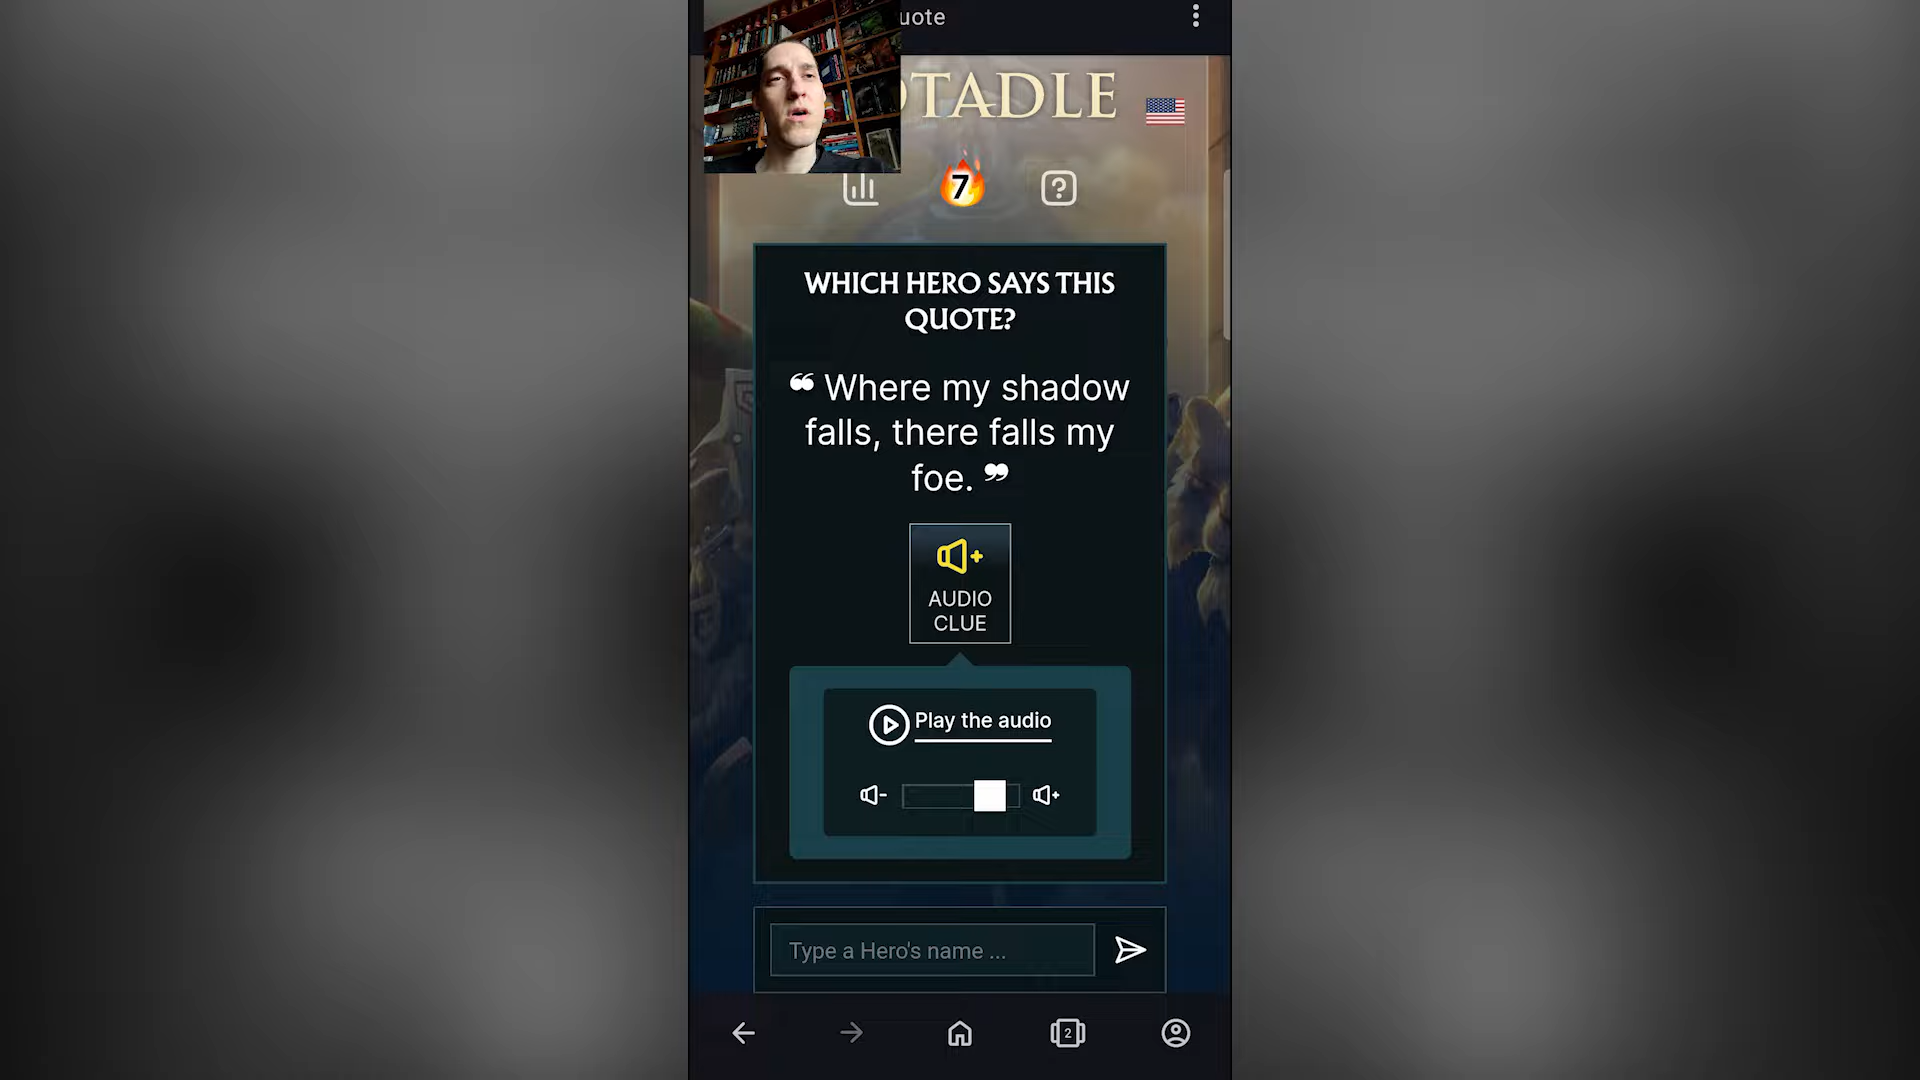 uote
OTADLE
7
WHICH HERO SAYS THIS
QUOTE?
❝ Where my shadow
falls, there falls my
foe. ❞
AUDIO
CLUE
Play the audio
Type a Hero's name ...
2